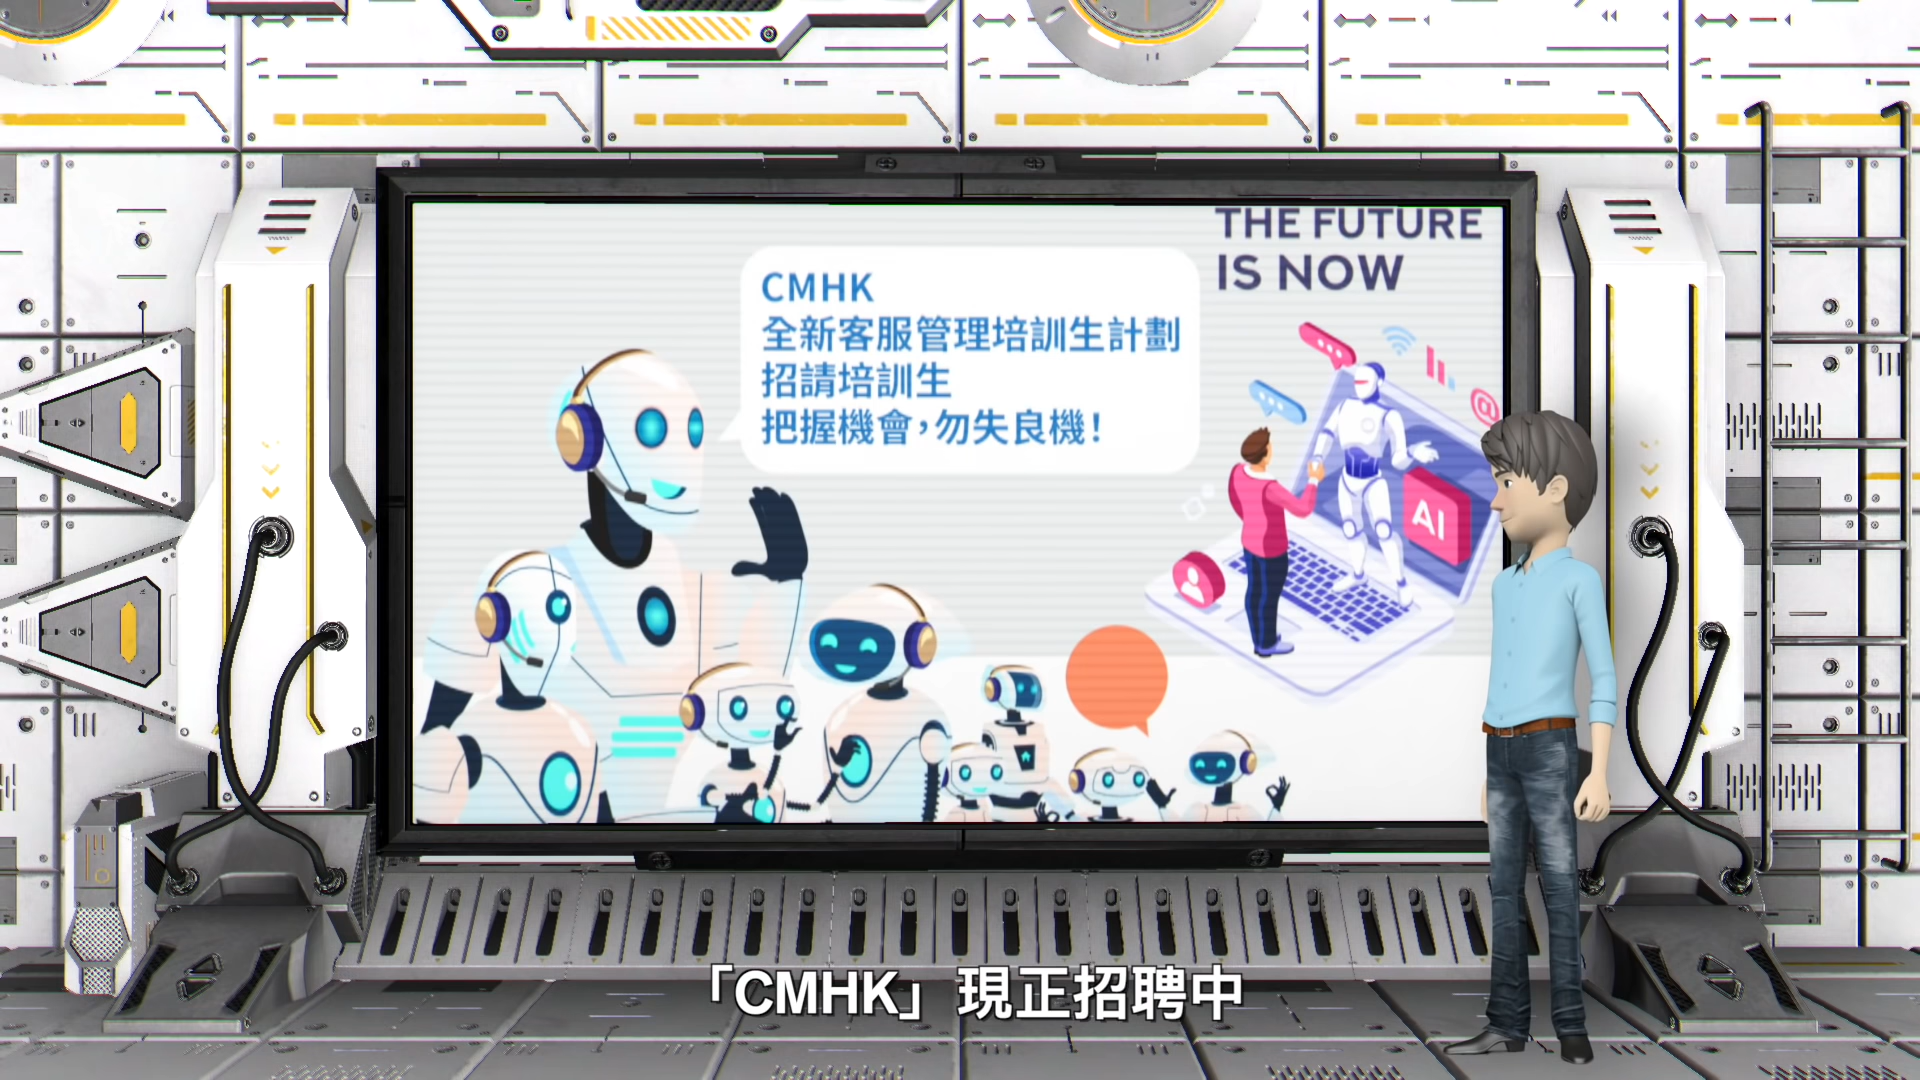 THE FUTURE
IS NOW
CMHK
全新客服管理培訓生計劃
招請培訓生
把握機會，勿失良機！
AI
「CMHK」現正招聘中